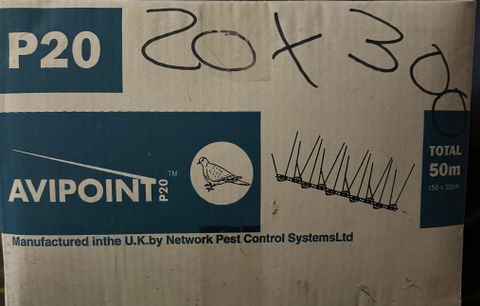 P20
20 X 300
AVIPOINT P20 ™
TOTAL
50m
150 x 33cm
Manufactured inthe U.K.by Network Pest Control SystemsLtd